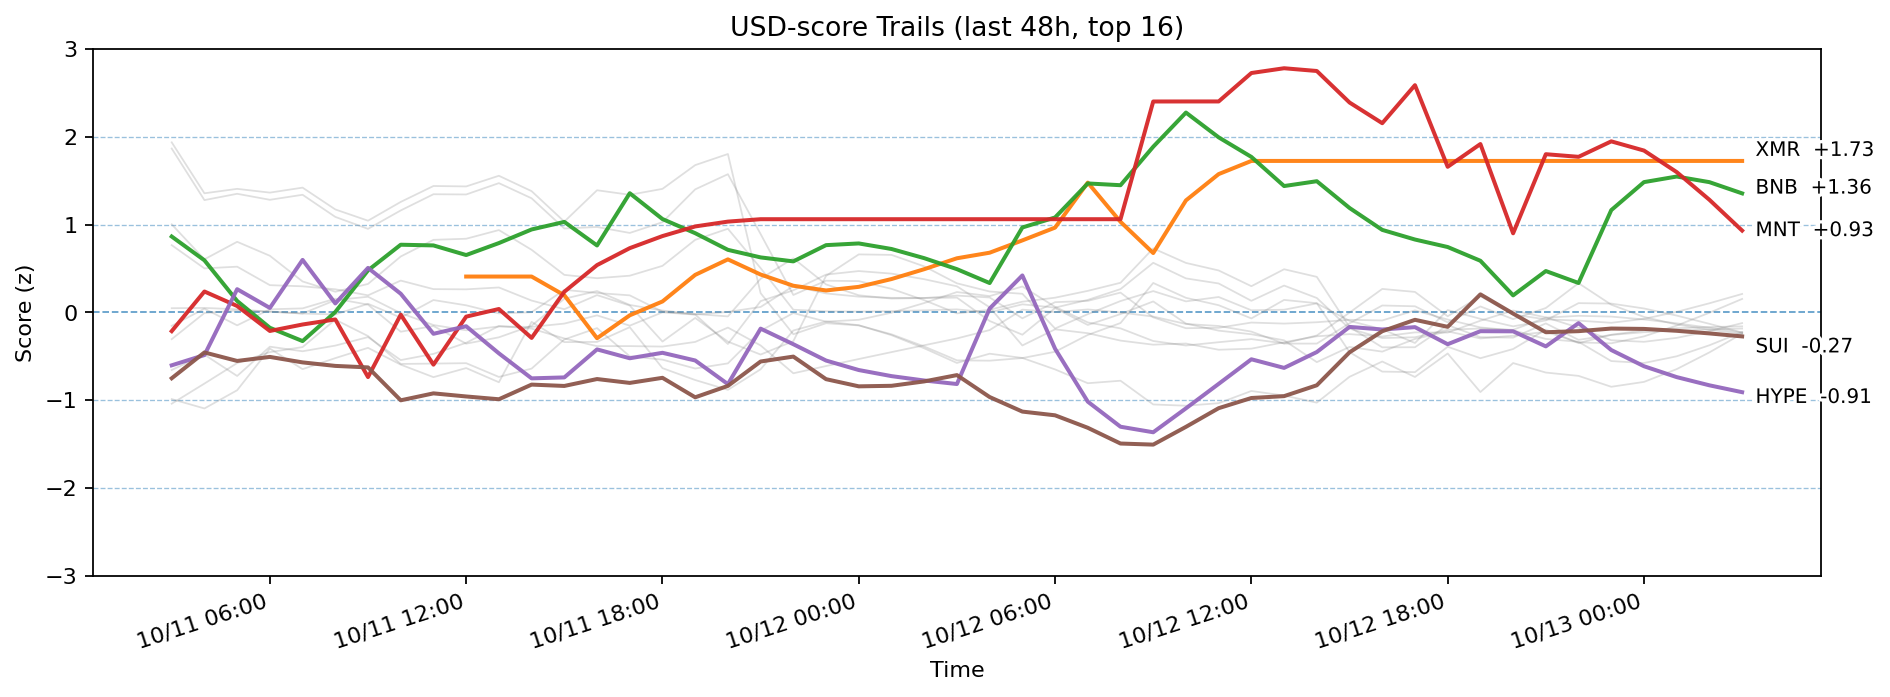 USD-score Trails (last 48h, top 16)
Score (z)
3
2
1
0
−1
−2
−3
XMR +1.73
BNB +1.36
MNT +0.93
SUI -0.27
HYPE -0.91
10/11 06:00
10/11 12:00
10/11 18:00
10/12 00:00
10/12 06:00
10/12 12:00
10/12 18:00
10/13 00:00
Time